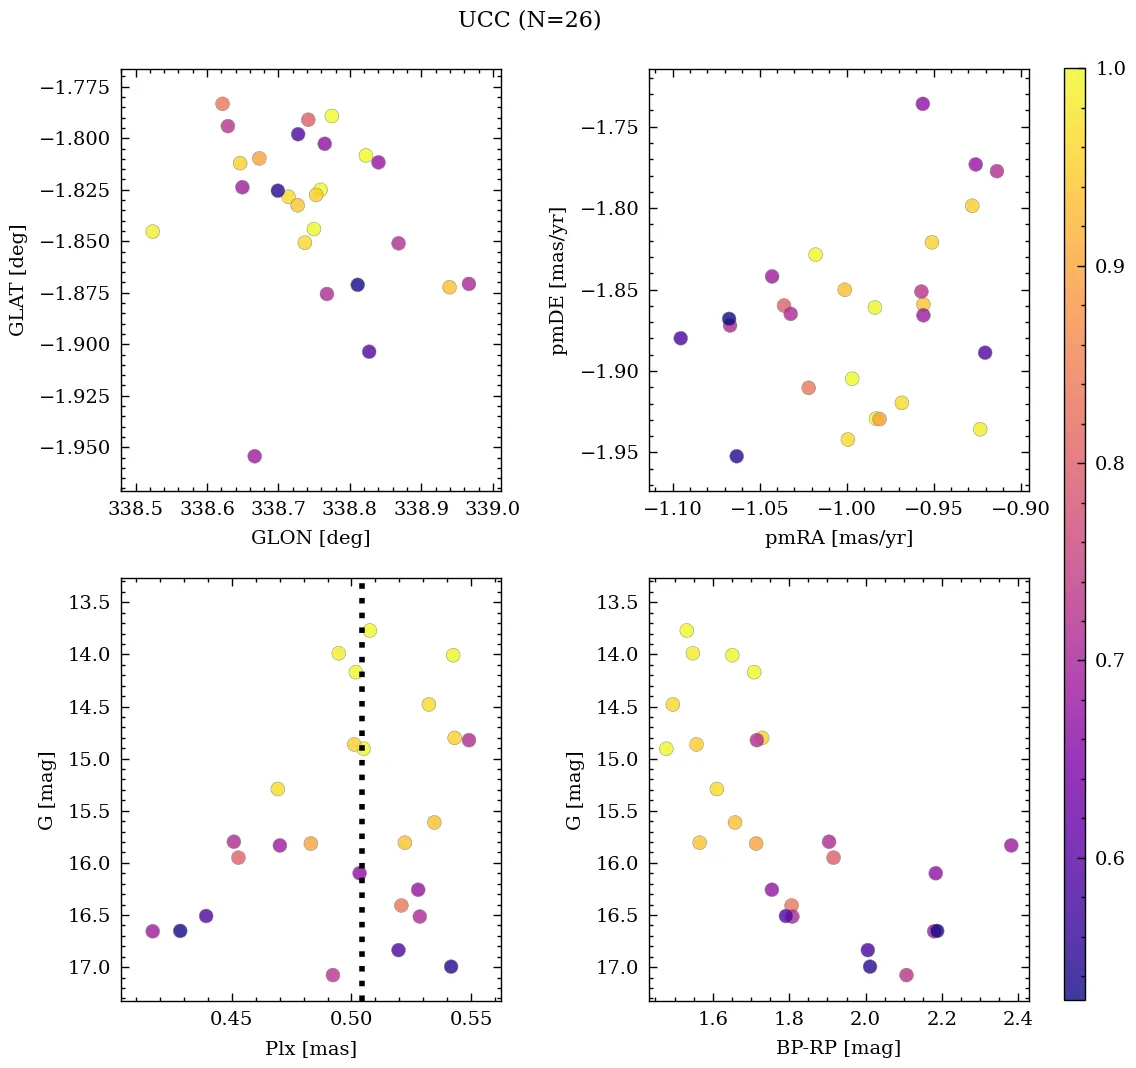 UCC (N=26)
−1.775
−1.800
−1.825
−1.850
−1.875
−1.900
−1.925
−1.950
GLAT [deg]
338.5 338.6 338.7 338.8 338.9 339.0
GLON [deg]
−1.75
−1.80
−1.85
−1.90
−1.95
pmDE [mas/yr]
−1.10 −1.05 −1.00 −0.95 −0.90
pmRA [mas/yr]
13.5
14.0
14.5
15.0
15.5
16.0
16.5
17.0
G [mag]
0.45 0.50 0.55
Plx [mas]
13.5
14.0
14.5
15.0
15.5
16.0
16.5
17.0
G [mag]
1.6 1.8 2.0 2.2 2.4
BP-RP [mag]
1.0
0.9
0.8
0.7
0.6